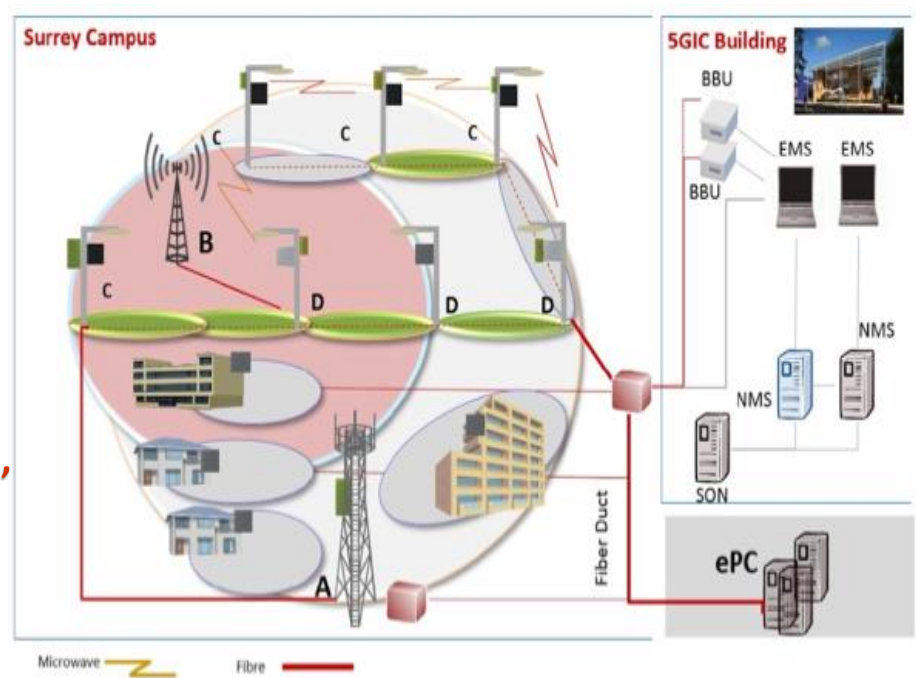 Surrey Campus
5GIC Building
BBU
BBU
EMS
EMS
C
C
C
B
C
D
D
D
NMS
NMS
SON
A
Fiber Duct
ePC
Microwave
Fibre
C
,